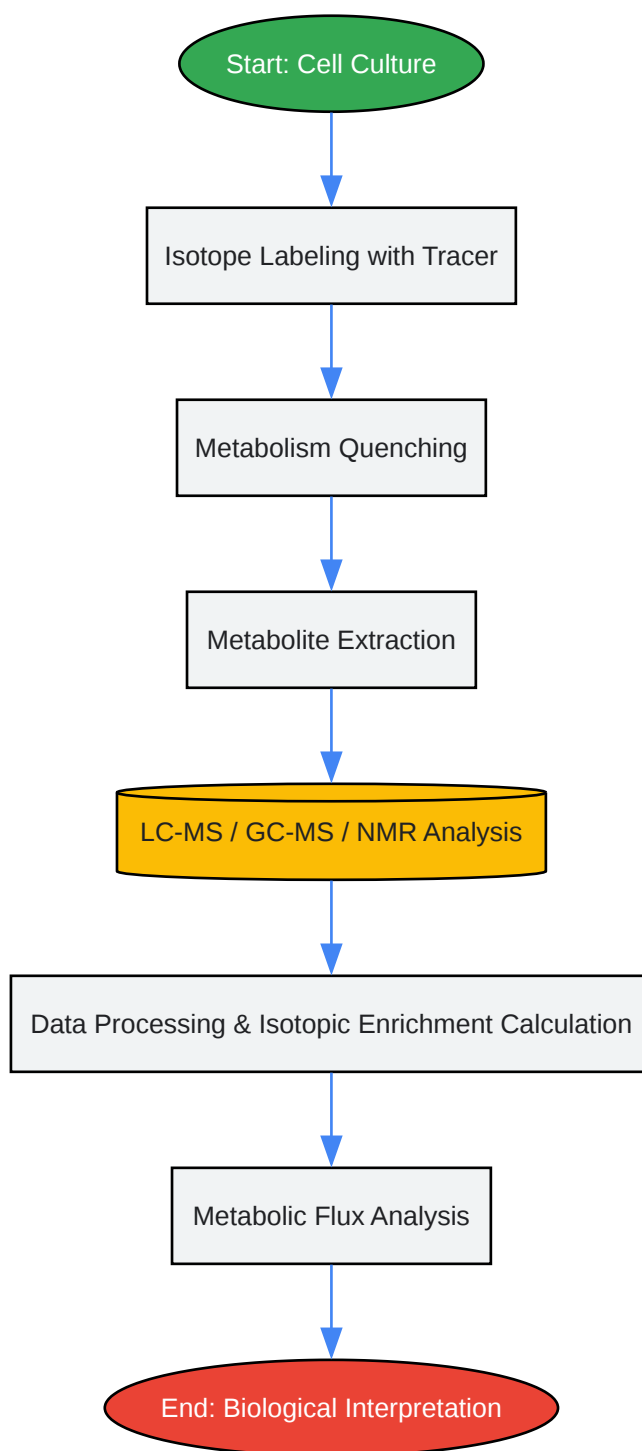 Start: Cell Culture
Isotope Labeling with Tracer
Metabolism Quenching
Metabolite Extraction
LC-MS / GC-MS / NMR Analysis
Data Processing & Isotopic Enrichment Calculation
Metabolic Flux Analysis
End: Biological Interpretation